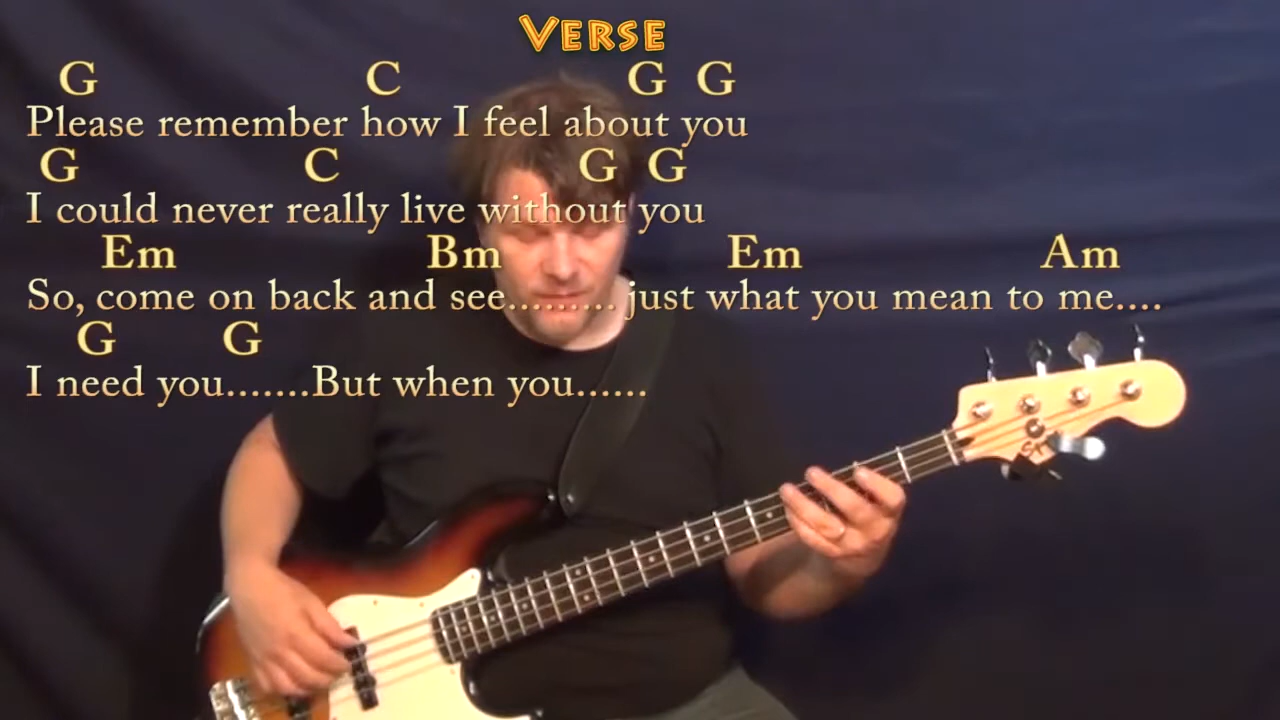 VERSE
G C G G
Please remember how I feel about you
G C G G
I could never really live without you
Em Bm Em Am
So, come on back and see......... just what you mean to me....
G G
I need you.......But when you......
SX